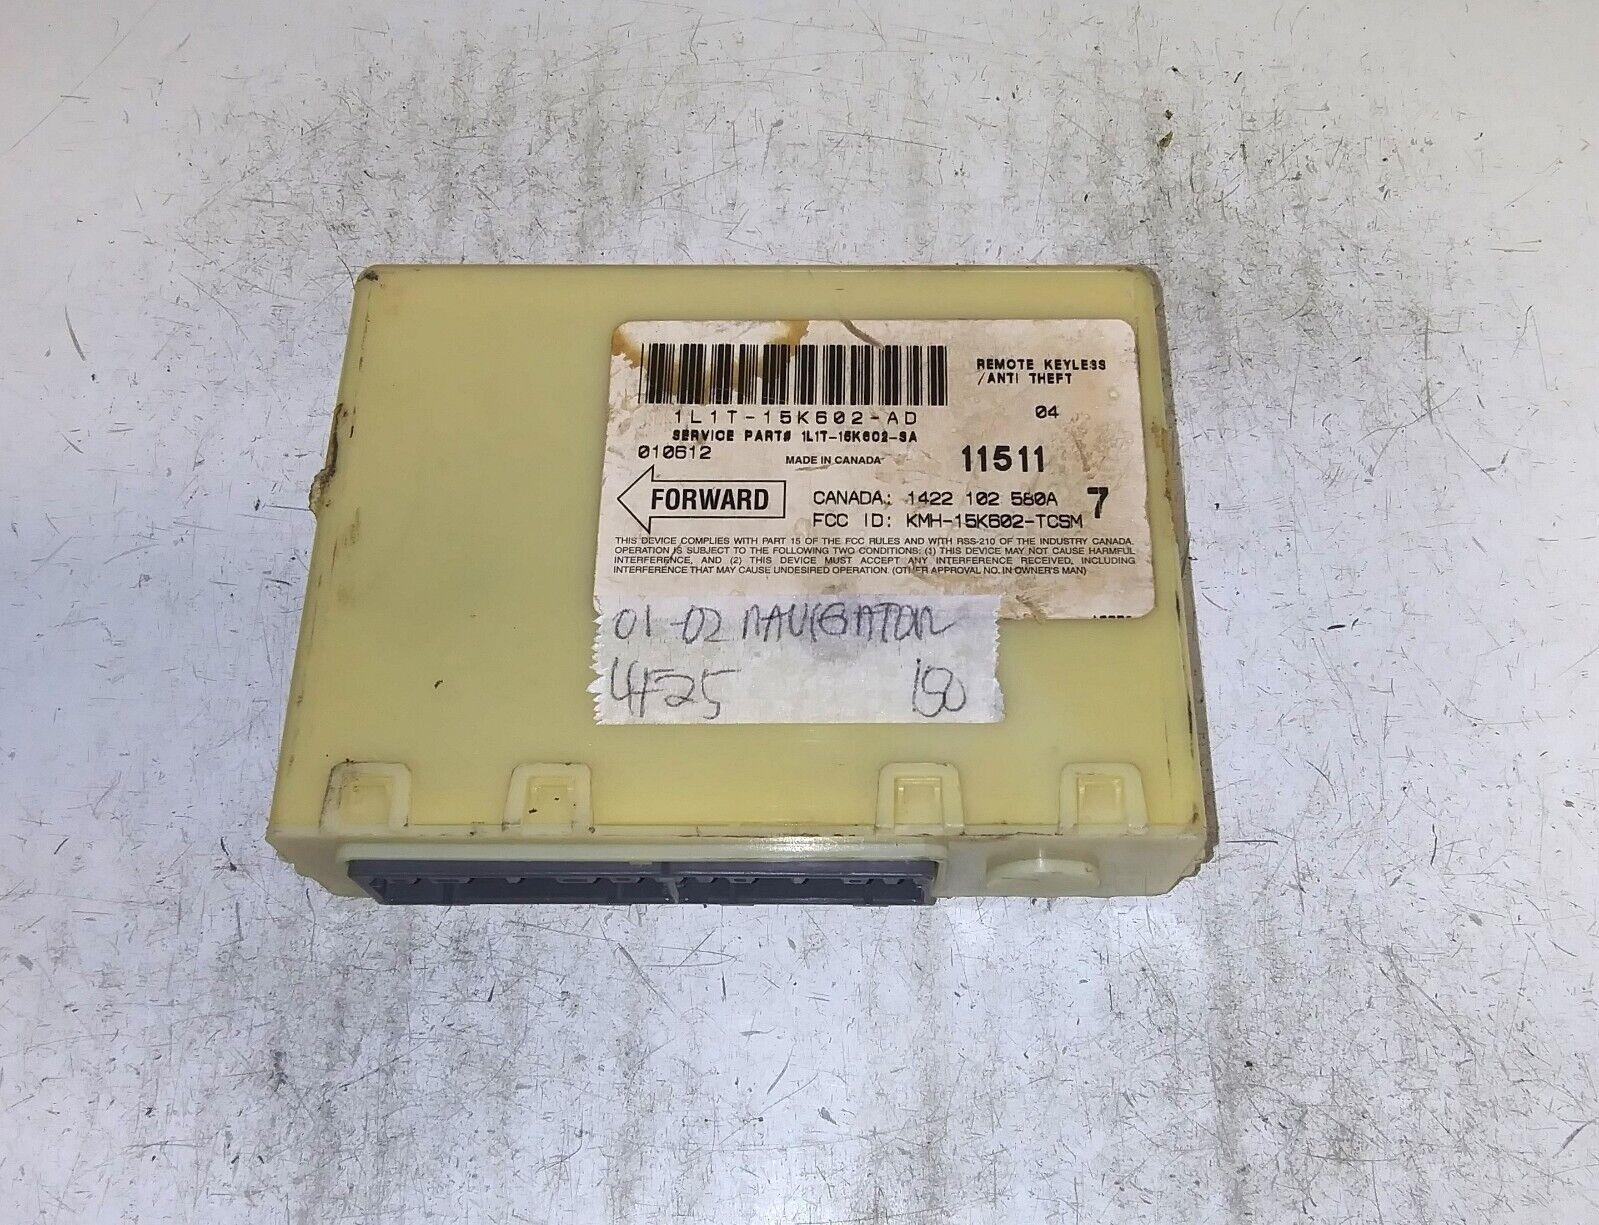 REMOTE KEYLESS
/ANTI THEFT
1L1T-15K602-AD
04
SERVICE PART# 1L1T-15K602-SA
010612
MADE IN CANADA
11511
FORWARD
CANADA: 1422 102 580A
7
FCC ID: KMH-15K602-TCSM
THIS DEVICE COMPLIES WITH PART 15 OF THE FCC RULES AND WITH RSS-210 OF THE INDUSTRY CANADA.
OPERATION IS SUBJECT TO THE FOLLOWING TWO CONDITIONS: (1) THIS DEVICE MAY NOT CAUSE HARMFUL
INTERFERENCE, AND (2) THIS DEVICE MUST ACCEPT ANY INTERFERENCE RECEIVED, INCLUDING
INTERFERENCE THAT MAY CAUSE UNDESIRED OPERATION. (OTHER APPROVAL NO. IN OWNER'S MAN)
01-02 NAVIGATOR
4F25
150